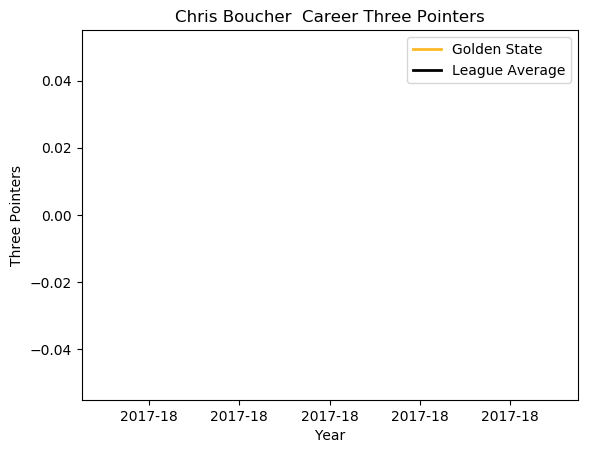 Chris Boucher  Career Three Pointers
Golden State
League Average
Three Pointers
0.04
0.02
0.00
−0.02
−0.04
2017-18 2017-18 2017-18 2017-18 2017-18
Year